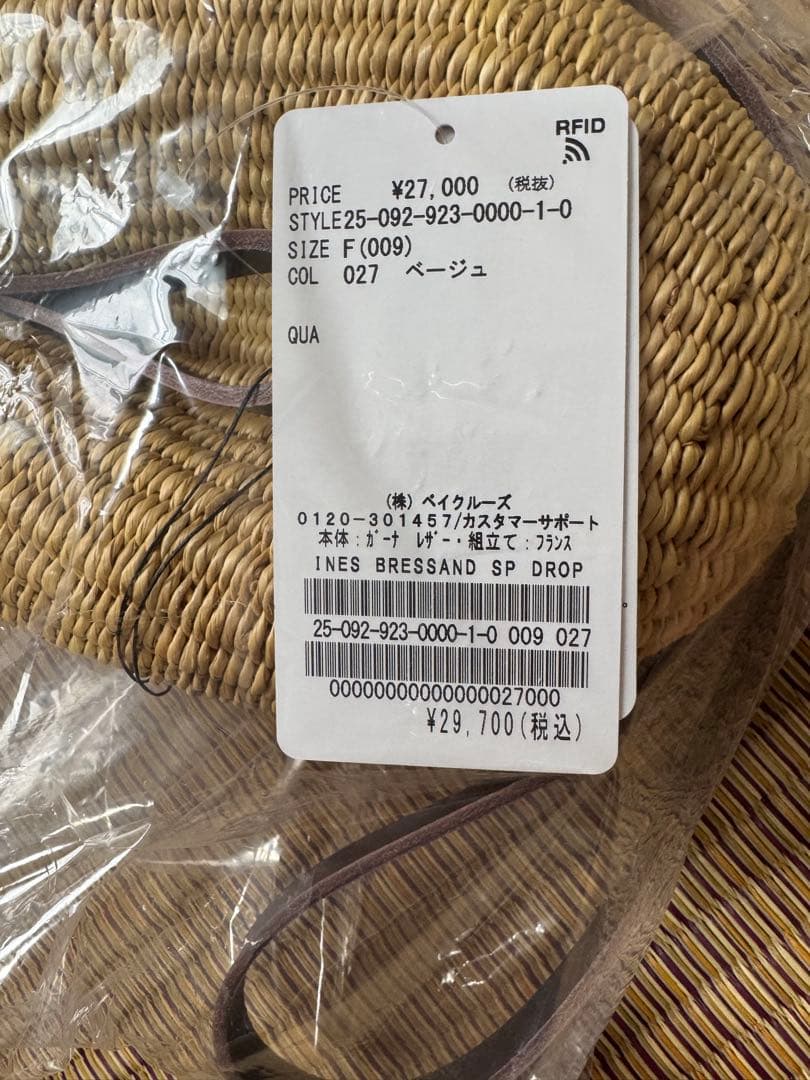 RFID
PRICE ¥27,000 (税抜)
STYLE25-092-923-0000-1-0
SIZE F(009)
COL 027 ベージュ
QUA
(株) ベイクルーズ
0120-301457/カスタマーサポート
本体:ｶﾞｰﾅ ﾚｻﾞｰ・組立て:ﾌﾗﾝｽ
INES BRESSAND SP DROP
25-092-923-0000-1-0 009 027
00000000000000027000
¥29,700(税込)